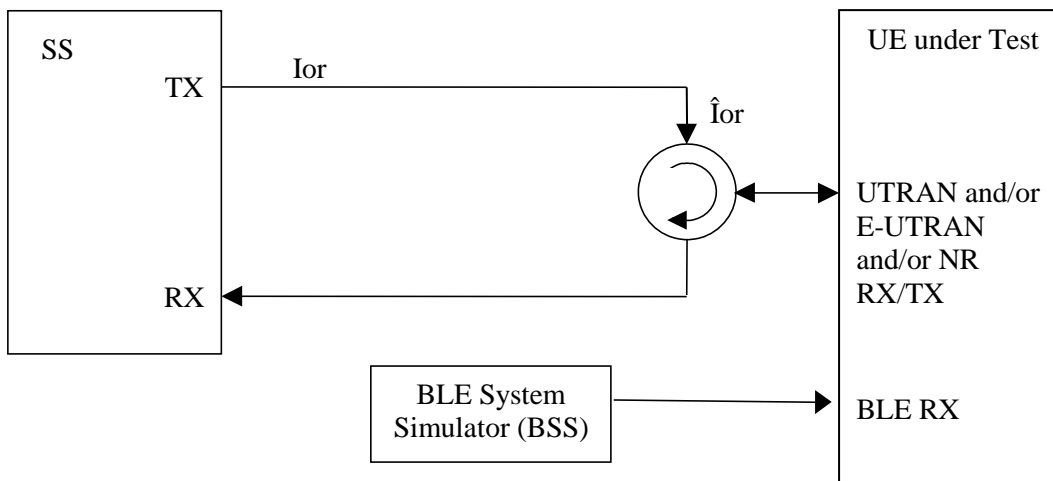 SS
TX
Ior
Îor
RX
UE under Test
UTRAN and/or
E-UTRAN
and/or NR
RX/TX
BLE System
Simulator (BSS)
BLE RX